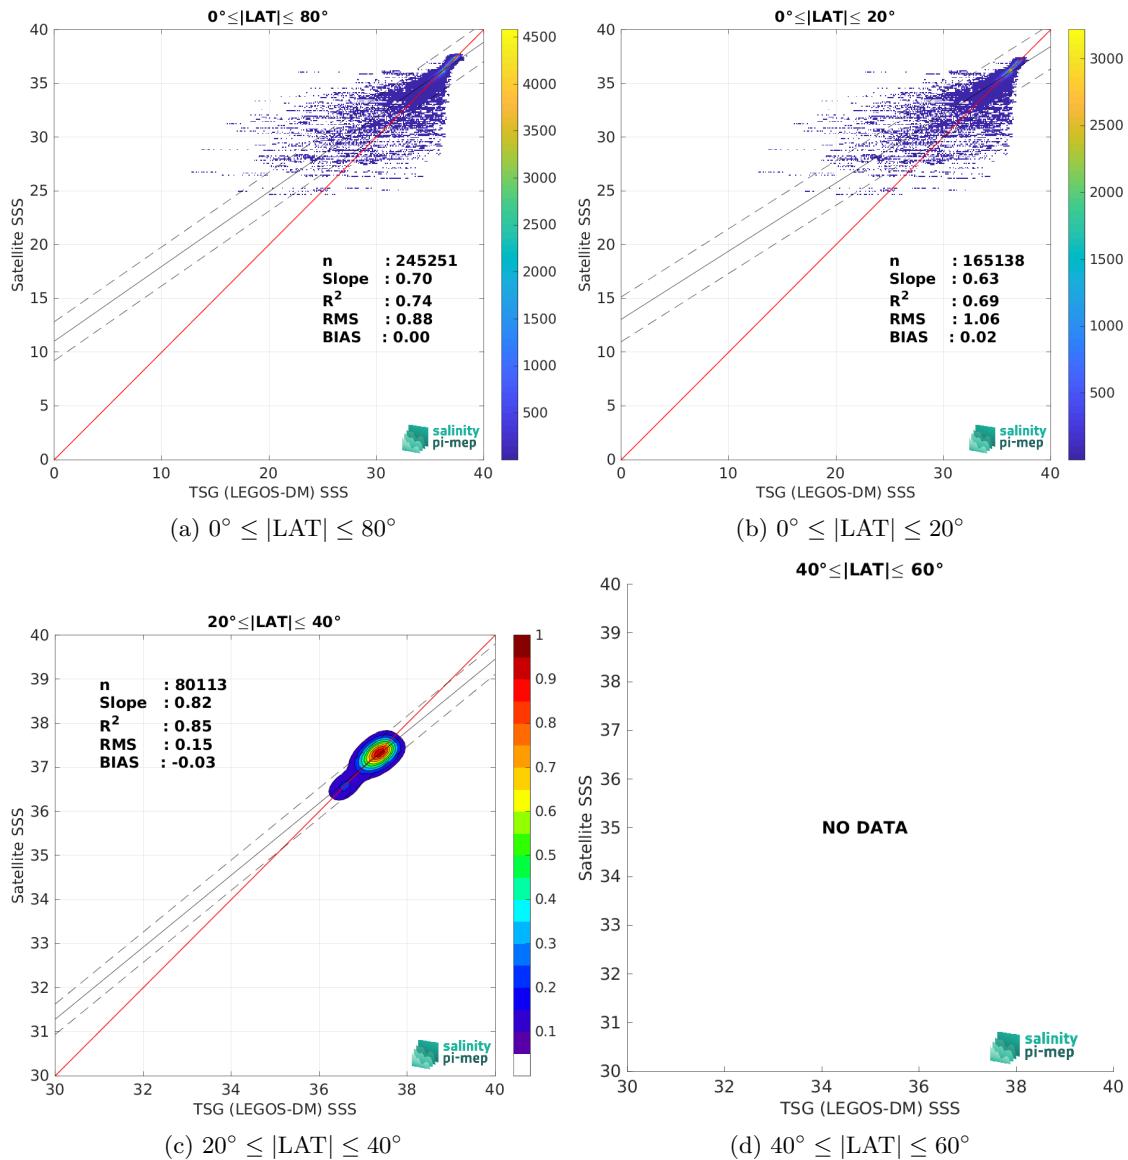 0°≤|LAT|≤ 80°
40
35
30
25
20
15
10
5
0
0
10
20
30
40
Satellite SSS
TSG (LEGOS-DM) SSS
n : 245251
Slope : 0.70
R² : 0.74
RMS : 0.88
BIAS : 0.00
4500
4000
3500
3000
2500
2000
1500
1000
500
salinity
pi-mep
(a) 0° ≤ |LAT| ≤ 80°
0°≤|LAT|≤ 20°
40
35
30
25
20
15
10
5
0
0
10
20
30
40
Satellite SSS
TSG (LEGOS-DM) SSS
n : 165138
Slope : 0.63
R² : 0.69
RMS : 1.06
BIAS : 0.02
3000
2500
2000
1500
1000
500
salinity
pi-mep
(b) 0° ≤ |LAT| ≤ 20°
20°≤|LAT|≤ 40°
40
39
38
37
36
35
34
33
32
31
30
30
32
34
36
38
40
Satellite SSS
TSG (LEGOS-DM) SSS
n : 80113
Slope : 0.82
R² : 0.85
RMS : 0.15
BIAS : -0.03
1
0.9
0.8
0.7
0.6
0.5
0.4
0.3
0.2
0.1
salinity
pi-mep
(c) 20° ≤ |LAT| ≤ 40°
40°≤|LAT|≤ 60°
40
39
38
37
36
35
34
33
32
31
30
30
32
34
36
38
40
Satellite SSS
TSG (LEGOS-DM) SSS
NO DATA
salinity
pi-mep
(d) 40° ≤ |LAT| ≤ 60°